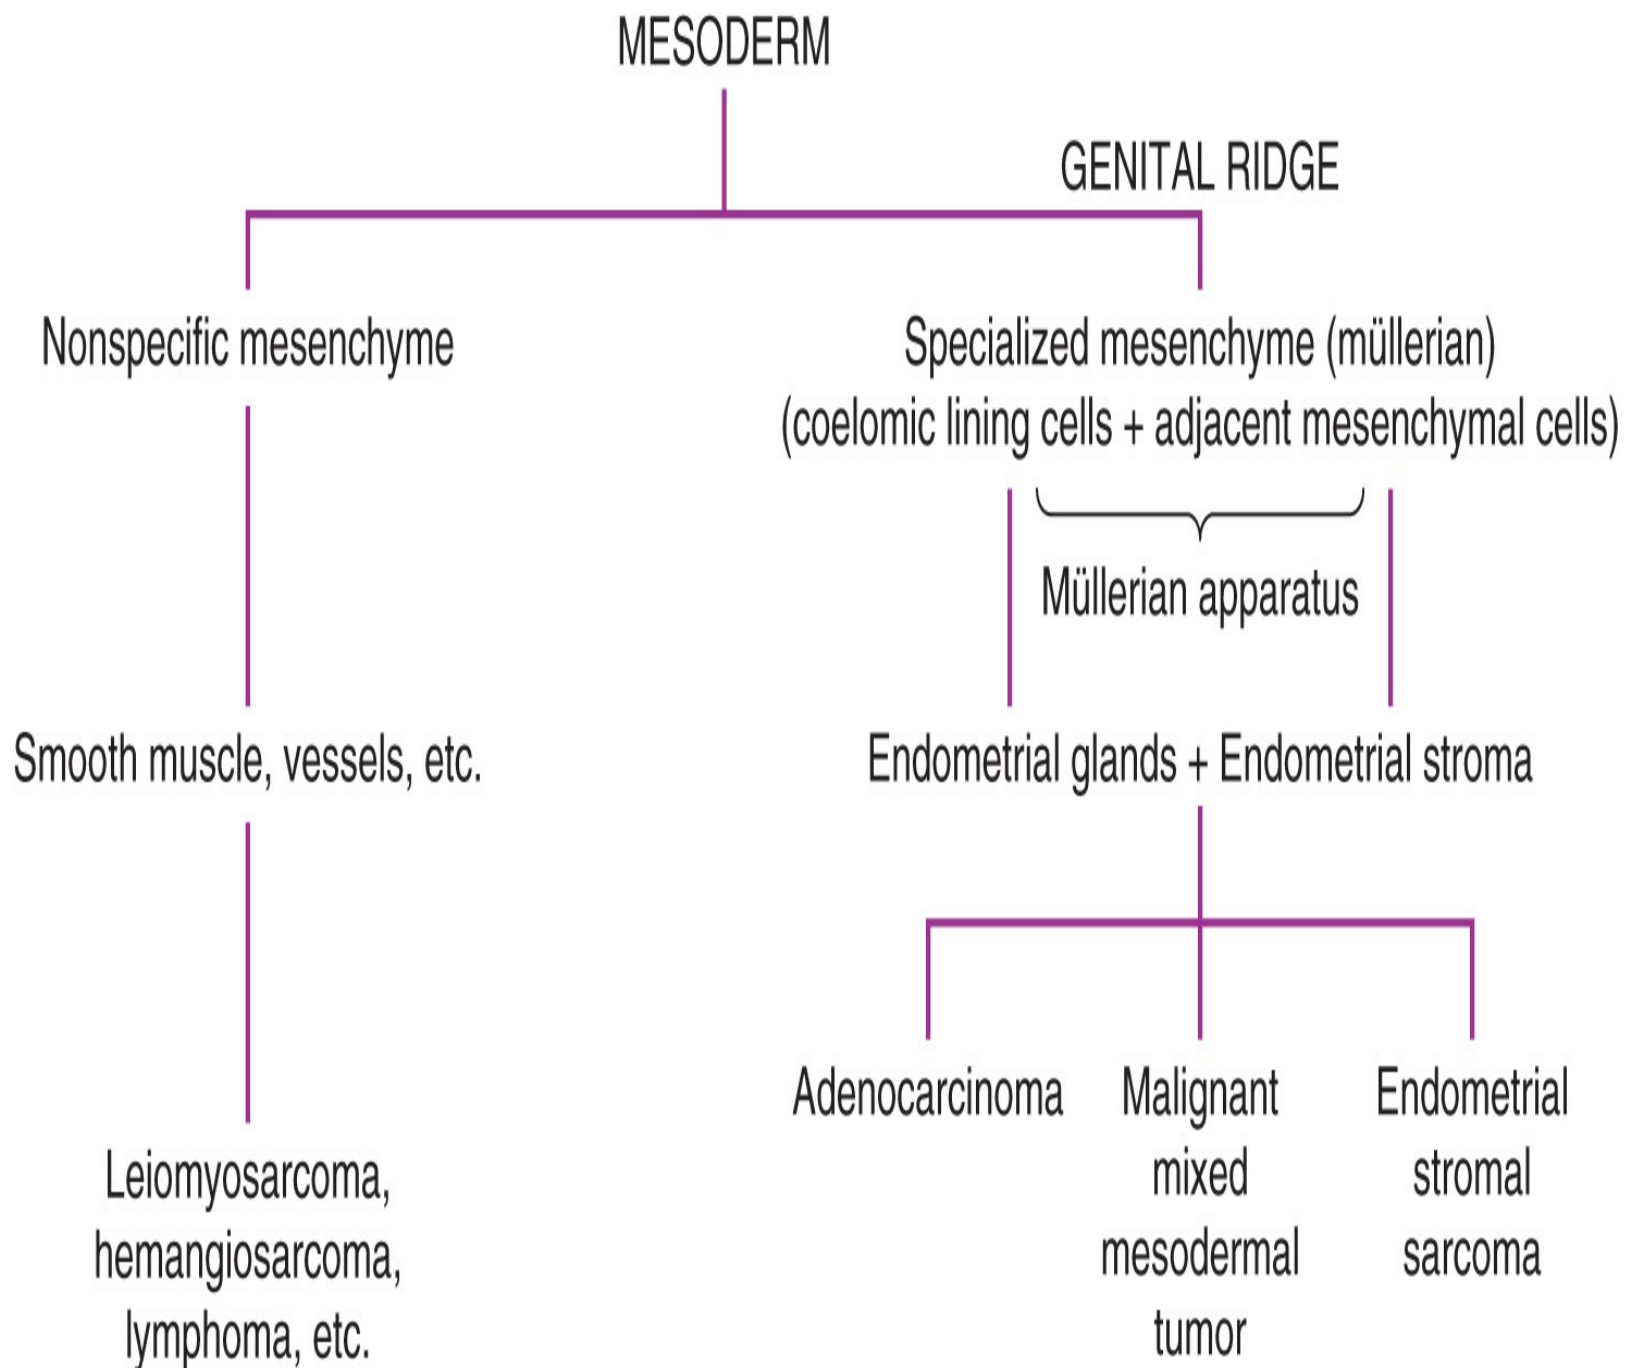 MESODERM
GENITAL RIDGE
Nonspecific mesenchyme
Specialized mesenchyme (müllerian)
(coelomic lining cells + adjacent mesenchymal cells)
Müllerian apparatus
Smooth muscle, vessels, etc.
Endometrial glands + Endometrial stroma
Leiomyosarcoma,
hemangiosarcoma,
lymphoma, etc.
Adenocarcinoma
Malignant
mixed
mesodermal
tumor
Endometrial
stromal
sarcoma